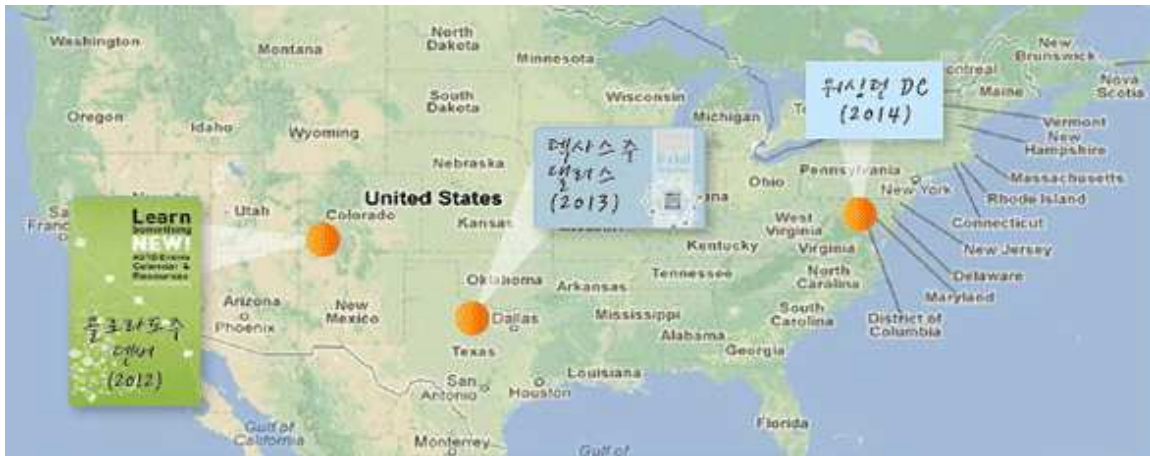 Washington
Montana
North
Dakota
Minnesota
New
Brunswick
Nova
Scotia
Maine
Oregon
Idaho
Wyoming
South
Dakota
Wisconsin
Michigan
워싱턴 DC
(2014)
Vermont
New
Hampshire
Massachusetts
Rhode Island
Connecticut
New Jersey
Delaware
Maryland
District of
Columbia
Nebraska
텍사스주
댈러스
(2013)
Ohio
Pennsylvania
New York
United States
Utah
Colorado
Kansas
West
Virginia
Virginia
Kentucky
Learn
Something
NEW!
Calendar &
Resources
콜로라도주
덴버
(2012)
Arizona
Phoenix
New
Mexico
Oklahoma
Arkansas
Tennessee
North
Carolina
South
Carolina
Dallas
Texas
Mississippi
Alabama
Georgia
San
Antonio
Houston
Louisiana
Florida
Gulf of
California
Monterrey
Gulf of